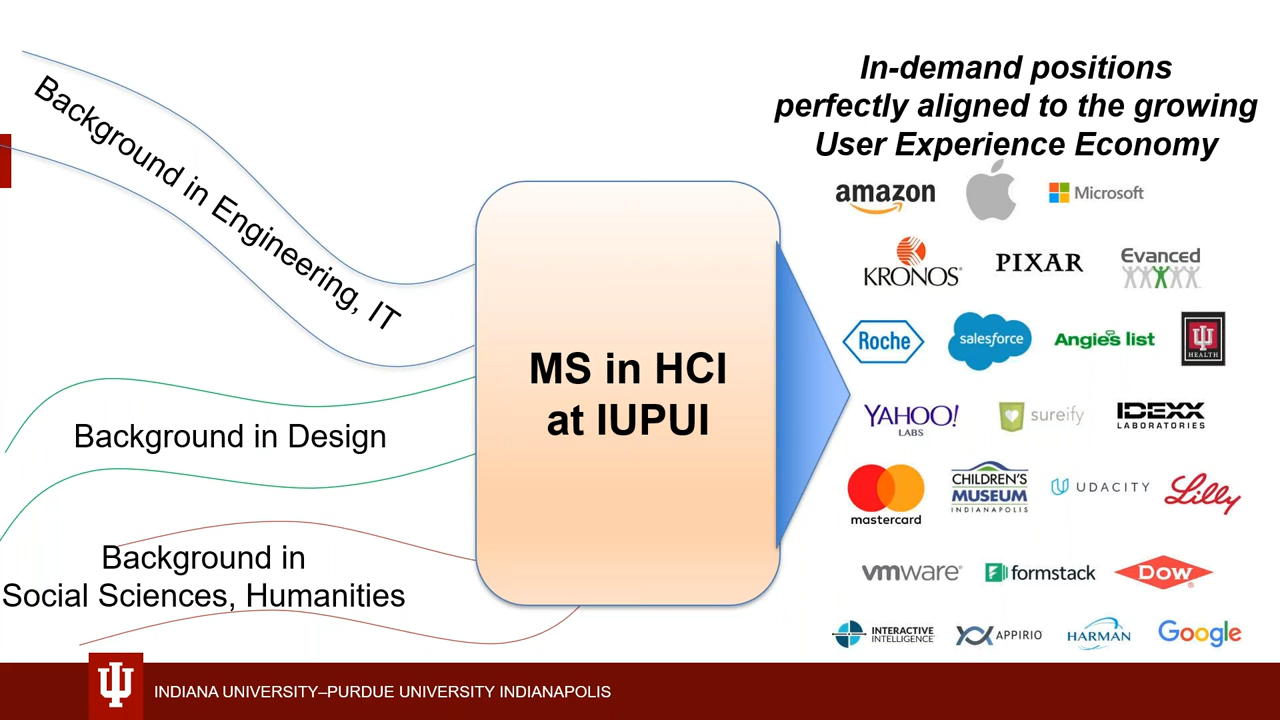 In-demand positions
perfectly aligned to the growing
User Experience Economy
Background in Engineering, IT
Background in Design
Background in
Social Sciences, Humanities
MS in HCI
at IUPUI
amazon
Microsoft
KRONOS
PIXAR
Evanced
Roche
salesforce
Angie's list
HEALTH
YAHOO!
LABS
sureify
IDEXX
LABORATORIES
mastercard
CHILDREN'S
MUSEUM
INDIANAPOLIS
UDACITY
Lilly
vmware
formstack
DOW
INTERACTIVE
INTELLIGENCE
APPIRIO
HARMAN
Google
INDIANA UNIVERSITY–PURDUE UNIVERSITY INDIANAPOLIS